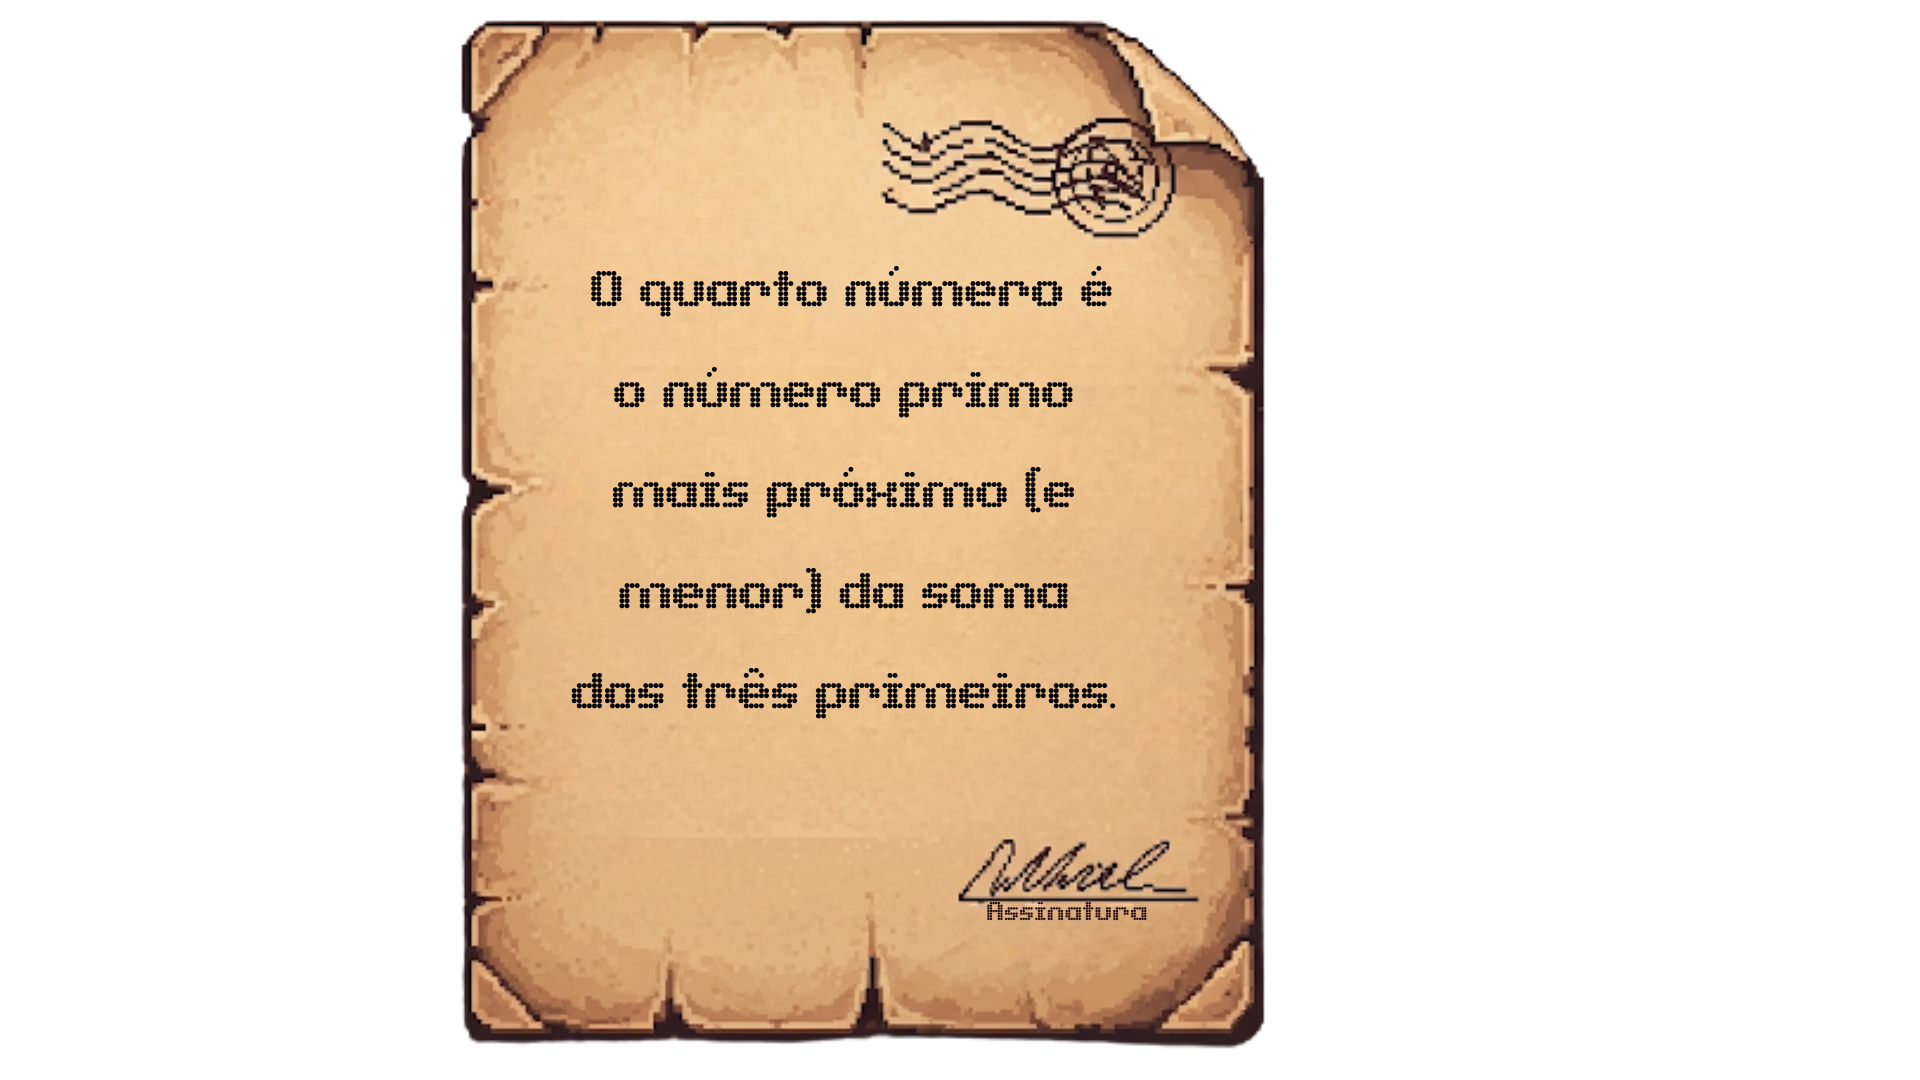 O quarto número é
o número primo
mais próximo (e
menor) da soma
dos três primeiros.
Assinatura